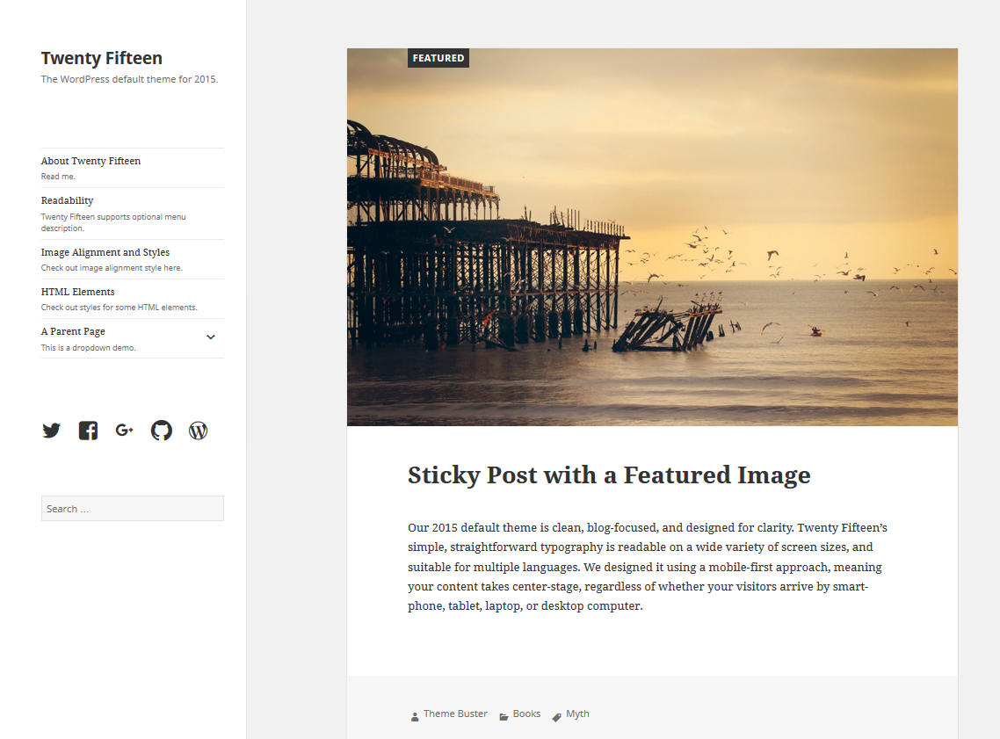 Twenty Fifteen
The WordPress default theme for 2015.
About Twenty Fifteen
Read me.
Readability
Twenty Fifteen supports optional menu
description.
Image Alignment and Styles
Check out image alignment style here.
HTML Elements
Check out styles for some HTML elements.
A Parent Page
This is a dropdown demo.
Search …
FEATURED
Sticky Post with a Featured Image
Our 2015 default theme is clean, blog-focused, and designed for clarity. Twenty Fifteen’s
simple, straightforward typography is readable on a wide variety of screen sizes, and
suitable for multiple languages. We designed it using a mobile-first approach, meaning
your content takes center-stage, regardless of whether your visitors arrive by smart-
phone, tablet, laptop, or desktop computer.
Theme Buster Books Myth